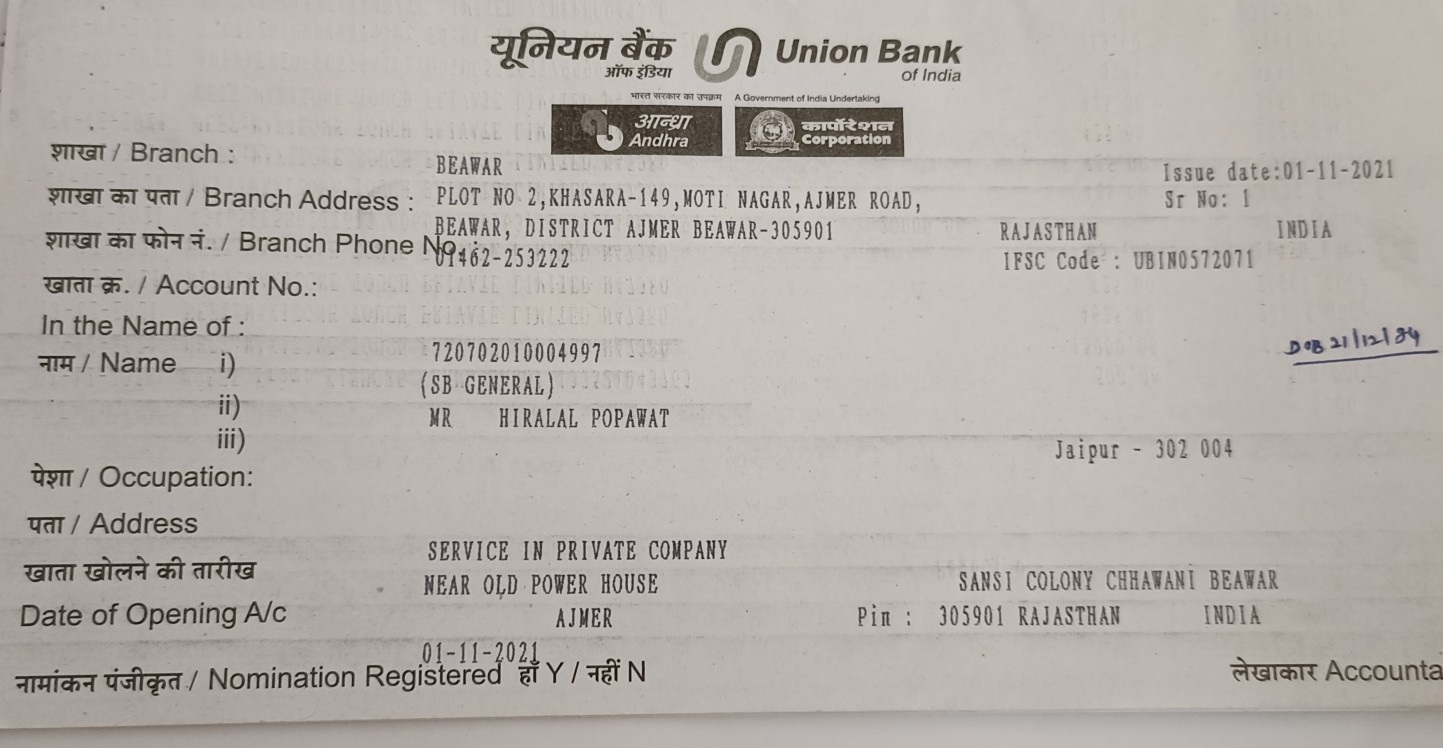 यूनियन बैंक Union Bank
ऑफ इंडिया of India
भारत सरकार का उपक्रम A Government of India Undertaking
आन्ध्रा कार्पोरेशन
Andhra Corporation
शाखा / Branch : BEAWAR Issue date:01-11-2021
शाखा का पता / Branch Address : PLOT NO 2,KHASARA-149,MOTI NAGAR,AJMER ROAD, Sr No: 1
BEAWAR, DISTRICT AJMER BEAWAR-305901 RAJASTHAN INDIA
शाखा का फोन नं. / Branch Phone No. : 01462-253222 IFSC Code : UBIN0572071
खाता क्र. / Account No.:
In the Name of :
DOB 21/12/84
नाम / Name i) 720702010004997
(SB GENERAL)
ii) MR HIRALAL POPAWAT
iii) Jaipur - 302 004
पेशा / Occupation:
पता / Address
SERVICE IN PRIVATE COMPANY
खाता खोलने की तारीख NEAR OLD POWER HOUSE SANSI COLONY CHHAWANI BEAWAR
Date of Opening A/c AJMER Pin : 305901 RAJASTHAN INDIA
01-11-2021
नामांकन पंजीकृत / Nomination Registered हाँ Y / नहीं N लेखाकार Accounta